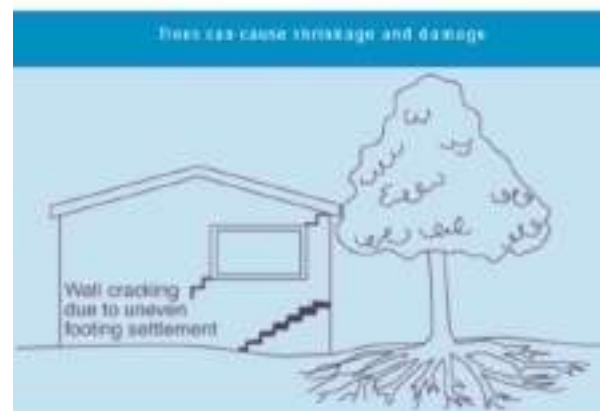 Trees can cause shrinkage and damage
Wall cracking
due to uneven
footing settlement